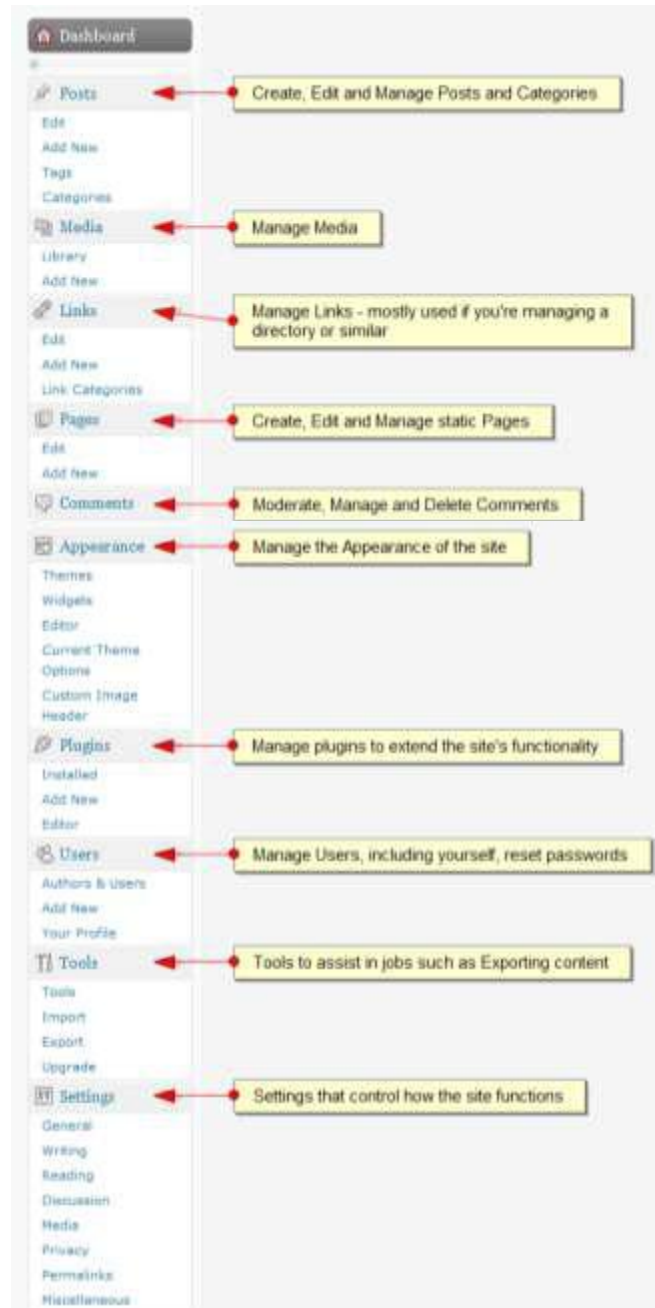 Dashboard
Posts
Create, Edit and Manage Posts and Categories
Edit
Add New
Tags
Categories
Media
Manage Media
Library
Add New
Links
Manage Links - mostly used if you're managing a
directory or similar
Edit
Add New
Link Categories
Pages
Create, Edit and Manage static Pages
Edit
Add New
Comments
Moderate, Manage and Delete Comments
Appearance
Manage the Appearance of the site
Themes
Widgets
Editor
Current Theme
Options
Custom Image
Header
Plugins
Manage plugins to extend the site's functionality
Installed
Add New
Editor
Users
Manage Users, including yourself, reset passwords
Authors & Users
Add New
Your Profile
Tools
Tools to assist in jobs such as Exporting content
Tools
Import
Export
Upgrade
Settings
Settings that control how the site functions
General
Writing
Reading
Discussion
Media
Privacy
Permalinks
Miscellaneous